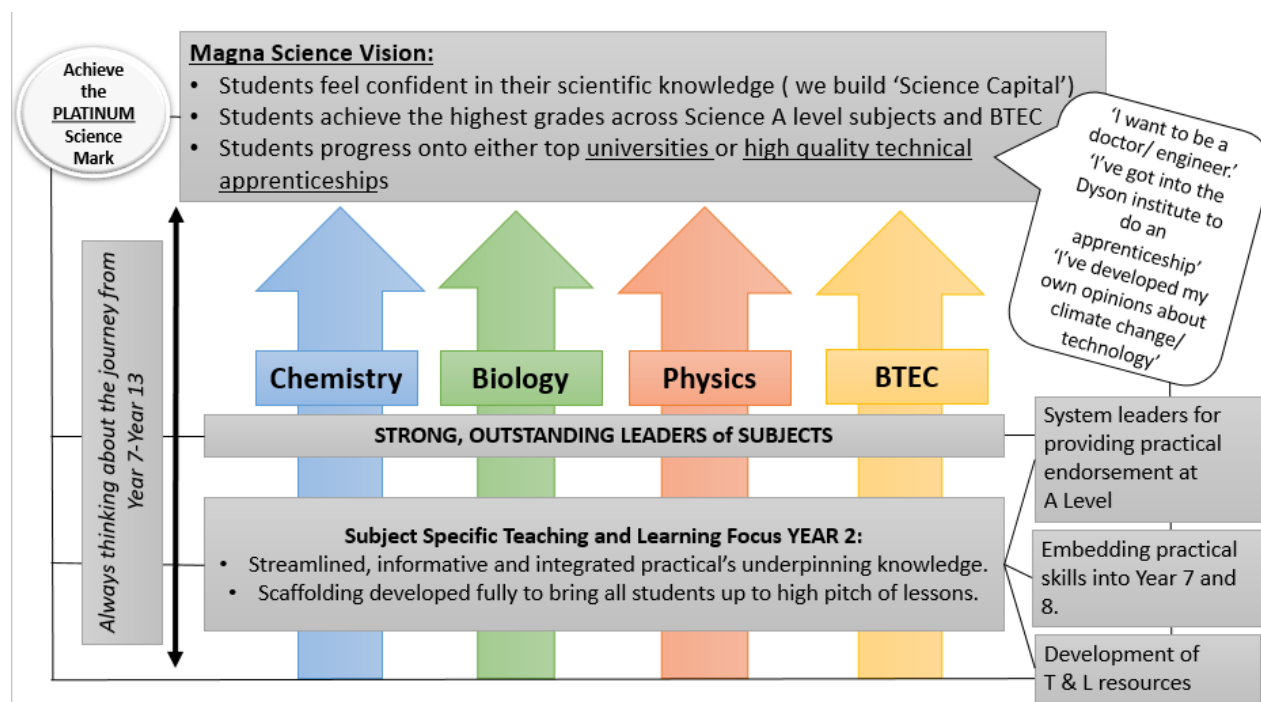 Achieve
the
PLATINUM
Science
Mark
Magna Science Vision:
• Students feel confident in their scientific knowledge ( we build ‘Science Capital’)
• Students achieve the highest grades across Science A level subjects and BTEC
• Students progress onto either top universities or high quality technical
apprenticeships
‘I want to be a
doctor/ engineer.’
‘I’ve got into the
Dyson institute to
do an
apprenticeship’
‘I’ve developed my
own opinions about
climate change/
technology’
Always thinking about the journey from
Year 7-Year 13
Chemistry
Biology
Physics
BTEC
STRONG, OUTSTANDING LEADERS of SUBJECTS
Subject Specific Teaching and Learning Focus YEAR 2:
• Streamlined, informative and integrated practical’s underpinning knowledge.
• Scaffolding developed fully to bring all students up to high pitch of lessons.
System leaders for
providing practical
endorsement at
A Level
Embedding practical
skills into Year 7 and
8.
Development of
T & L resources